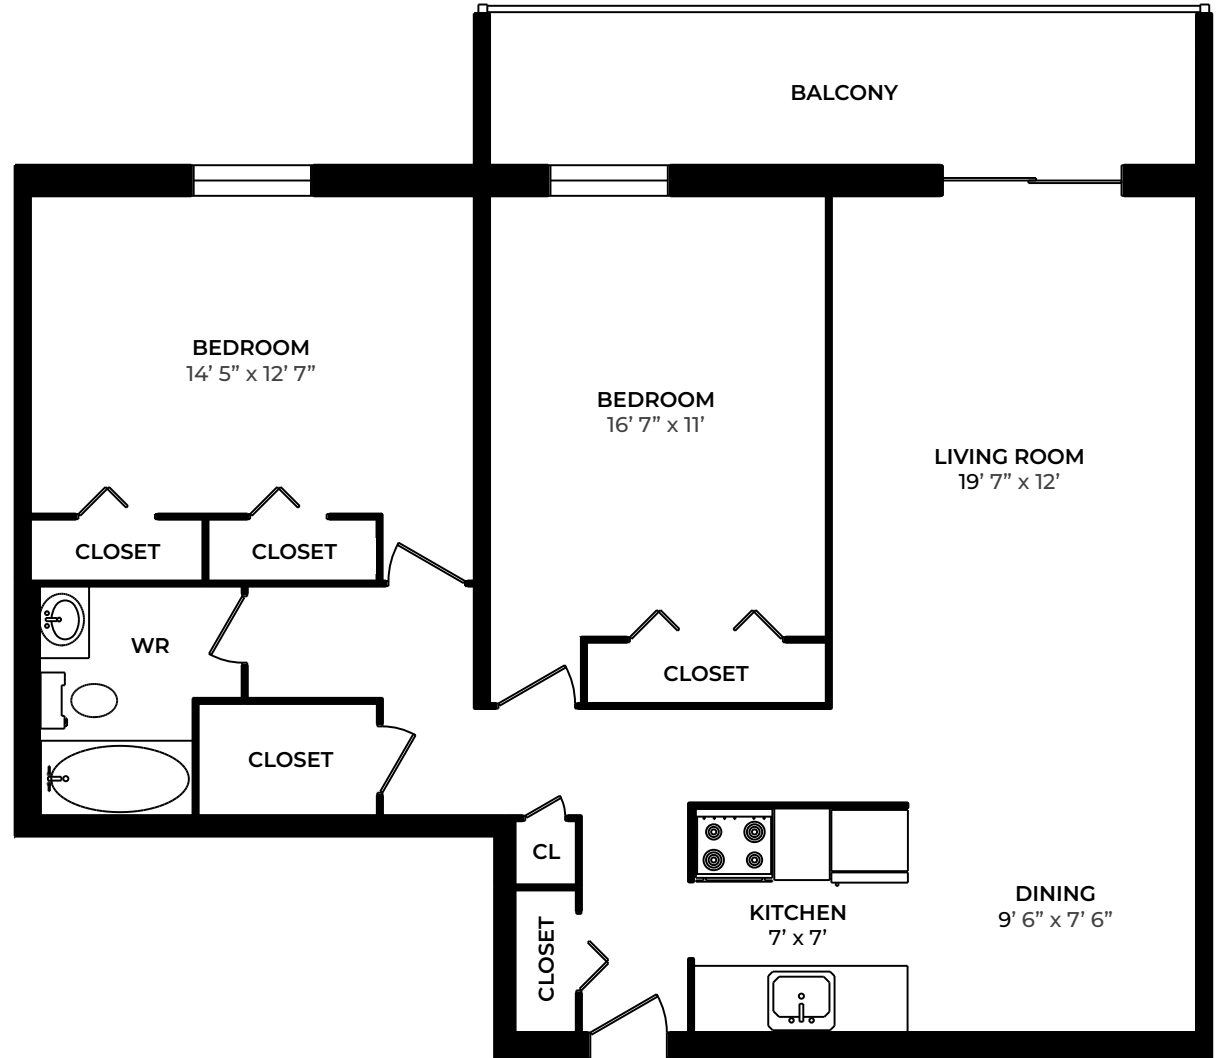 BALCONY
BEDROOM
14’ 5” x 12’ 7”
BEDROOM
16’ 7” x 11’
LIVING ROOM
19’ 7” x 12’
CLOSET
CLOSET
WR
CLOSET
CLOSET
CL
CLOSET
KITCHEN
7’ x 7’
DINING
9’ 6” x 7’ 6”